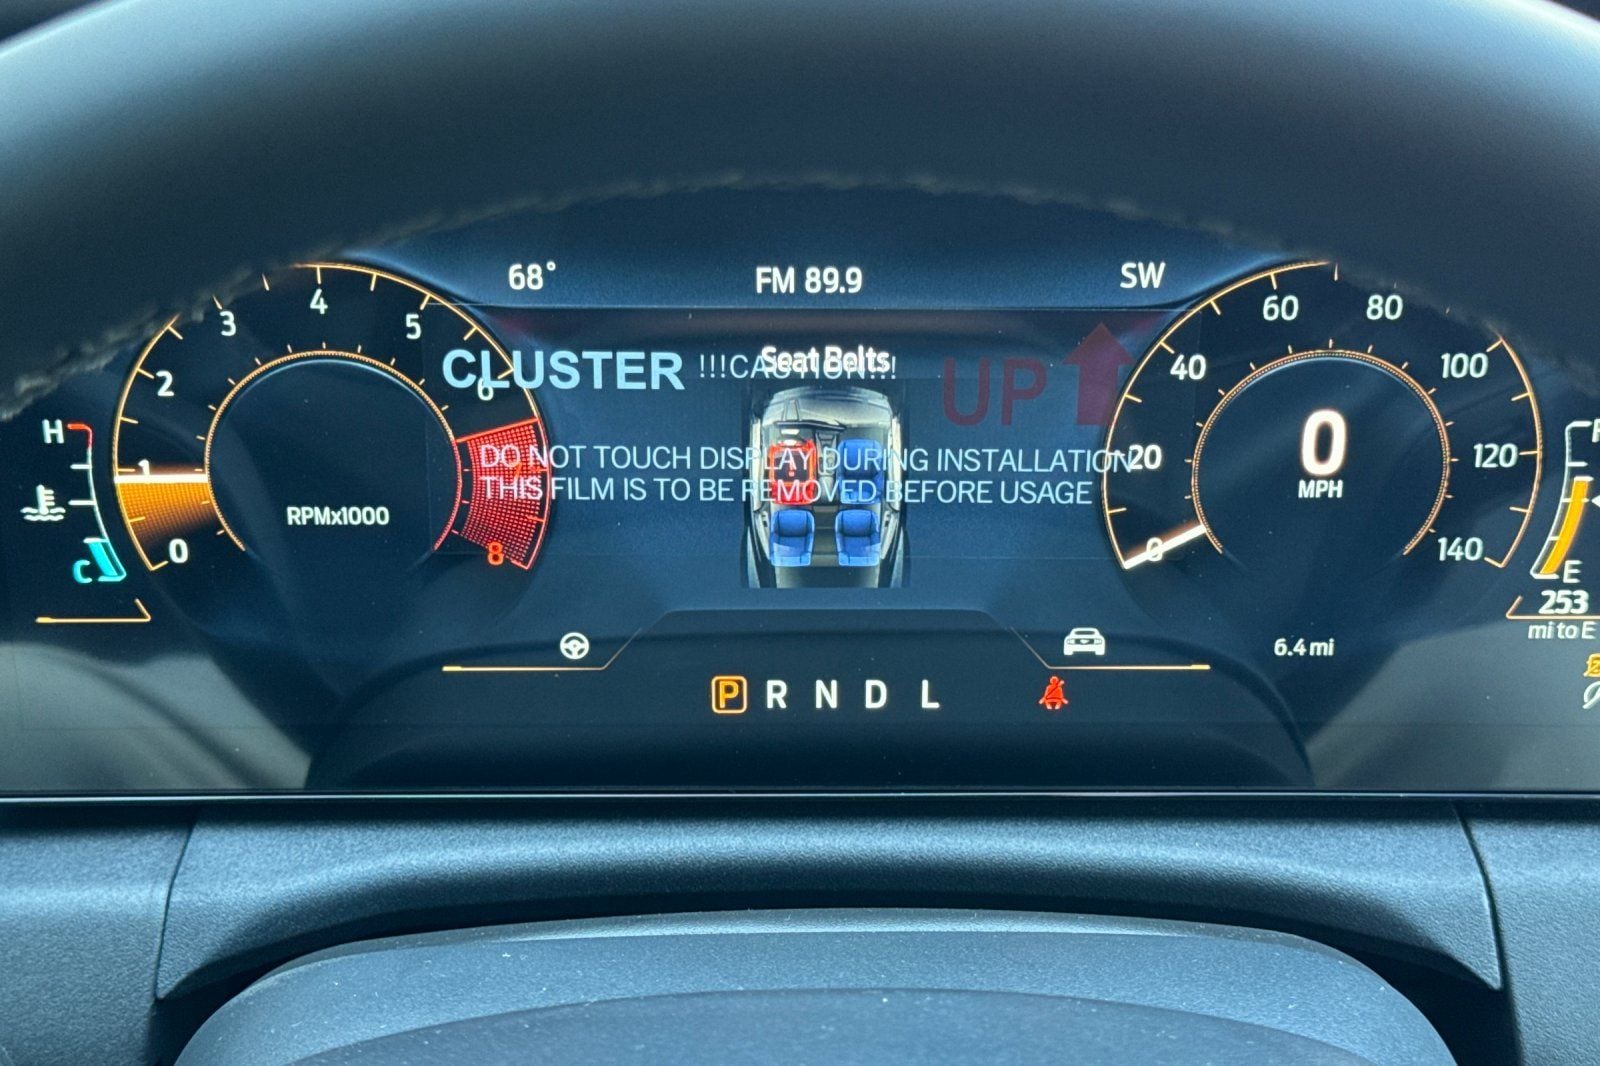 68°
FM 89.9
SW
CLUSTER !!!CAUTION!!! UP
Seat Belts
DO NOT TOUCH DISPLAY DURING INSTALLATION
THIS FILM IS TO BE REMOVED BEFORE USAGE
H
C
0
1
2
3
4
5
6
8
RPMx1000
0
20
40
60
80
100
120
140
0
MPH
F
E
253
mi to E
6.4 mi
P R N D L